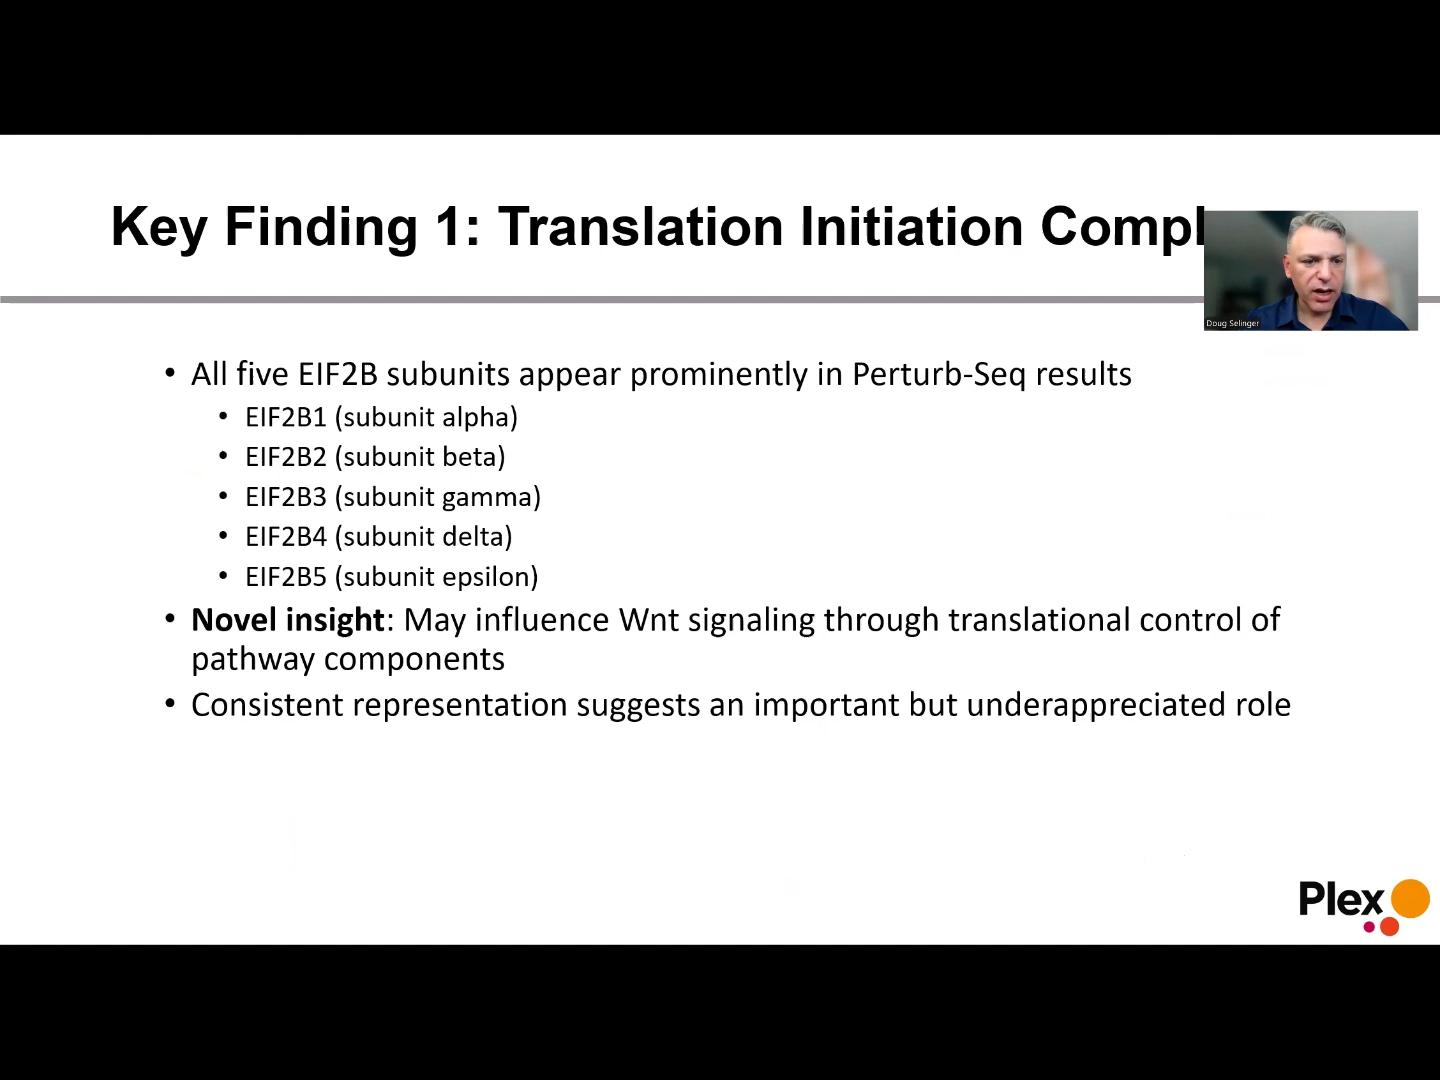 Key Finding 1: Translation Initiation Compl
Doug Selinger
• All five EIF2B subunits appear prominently in Perturb-Seq results
• EIF2B1 (subunit alpha)
• EIF2B2 (subunit beta)
• EIF2B3 (subunit gamma)
• EIF2B4 (subunit delta)
• EIF2B5 (subunit epsilon)
• Novel insight: May influence Wnt signaling through translational control of
pathway components
• Consistent representation suggests an important but underappreciated role
Plex